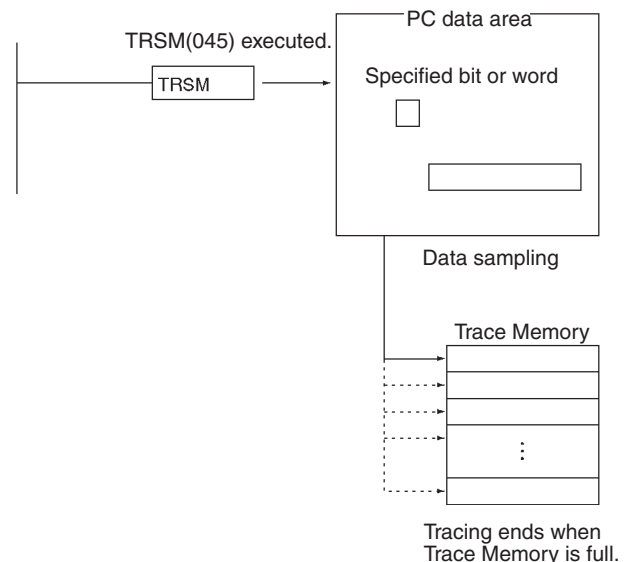 PC data area
TRSM(045) executed.
TRSM
Specified bit or word
Data sampling
Trace Memory
Tracing ends when
Trace Memory is full.